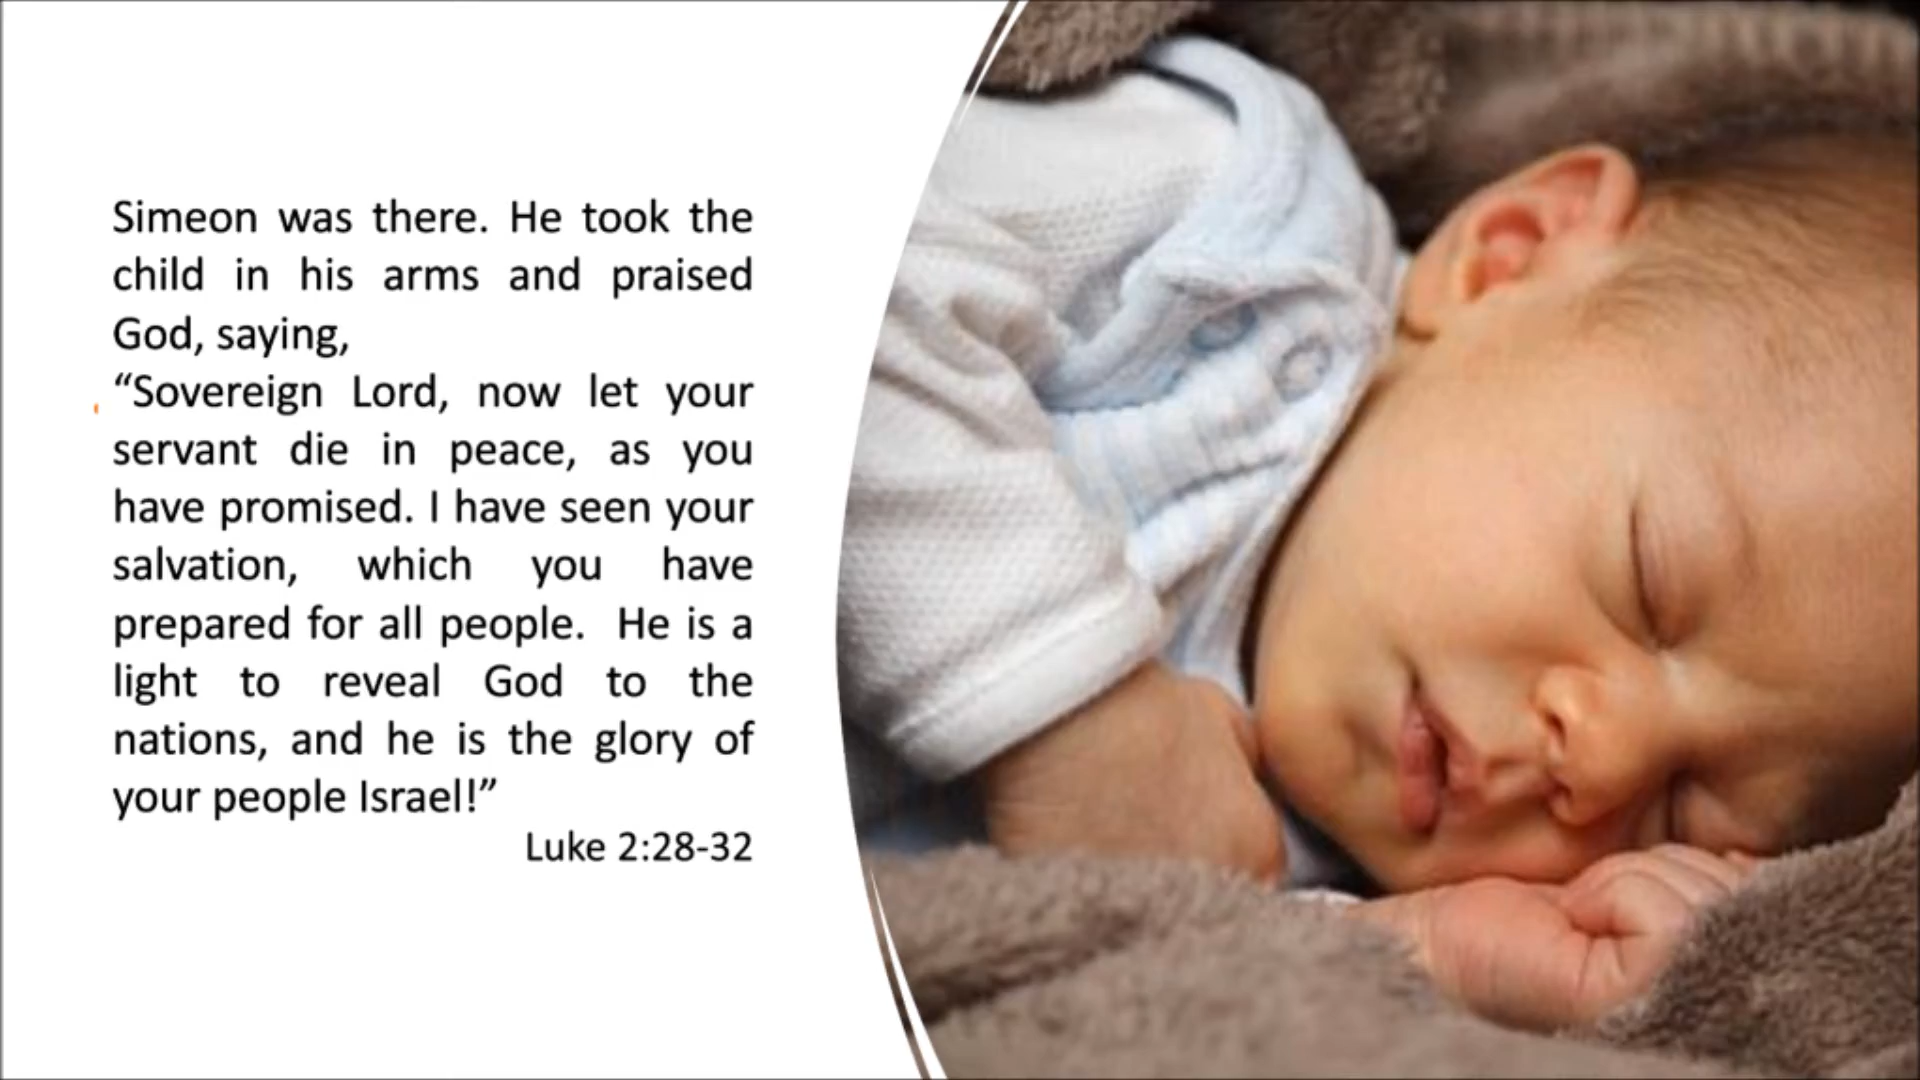 Simeon was there. He took the
child in his arms and praised
God, saying,
“Sovereign Lord, now let your
servant die in peace, as you
have promised. I have seen your
salvation, which you have
prepared for all people.  He is a
light to reveal God to the
nations, and he is the glory of
your people Israel!”
Luke 2:28-32